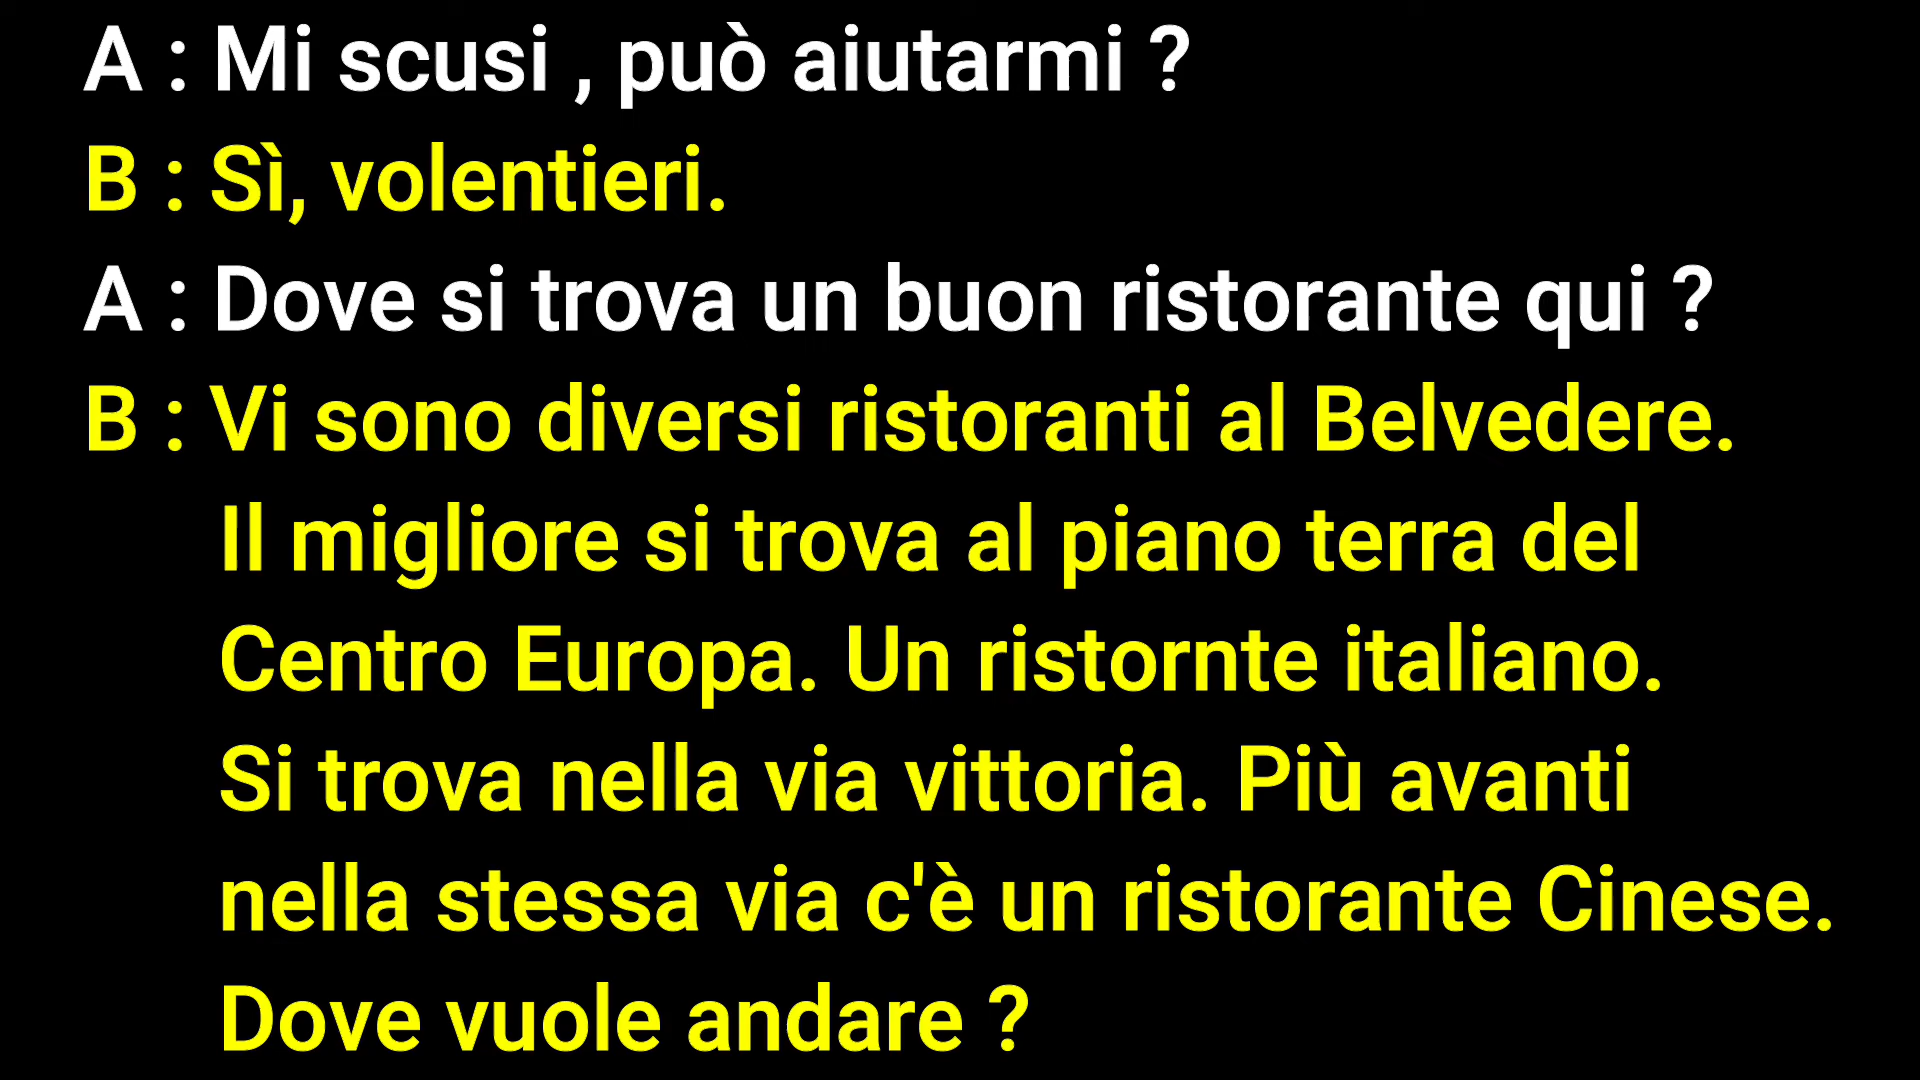 A : Mi scusi , può aiutarmi ?
B : Sì, volentieri.
A : Dove si trova un buon ristorante qui ?
B : Vi sono diversi ristoranti al Belvedere.
Il migliore si trova al piano terra del
Centro Europa. Un ristornte italiano.
Si trova nella via vittoria. Più avanti
nella stessa via c'è un ristorante Cinese.
Dove vuole andare ?